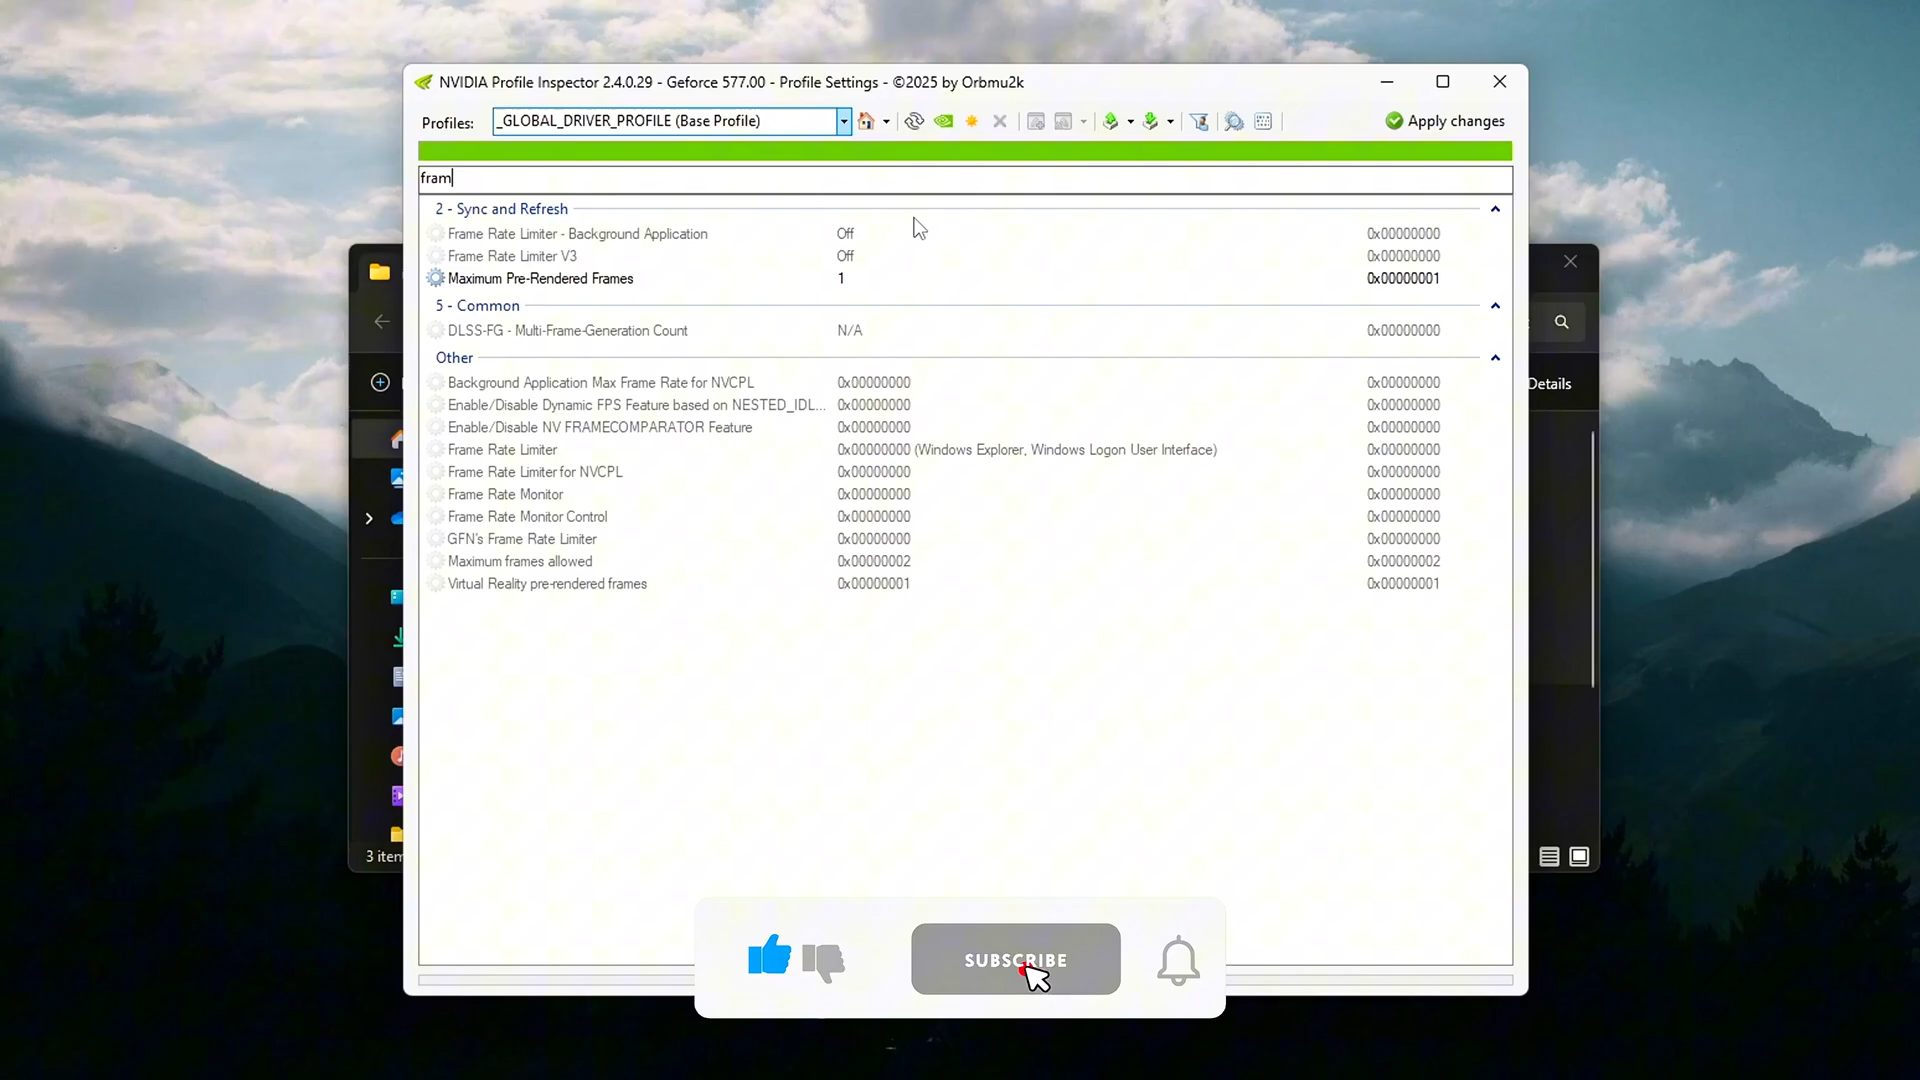 NVIDIA Profile Inspector 2.4.0.29 - Geforce 577.00 - Profile Settings - ©2025 by Orbmu2k
Profiles: _GLOBAL_DRIVER_PROFILE (Base Profile) Apply changes
fram
2 - Sync and Refresh
Frame Rate Limiter - Background Application Off 0x00000000
Frame Rate Limiter V3 Off 0x00000000
Maximum Pre-Rendered Frames 1 0x00000001
5 - Common
DLSS-FG - Multi-Frame-Generation Count N/A 0x00000000
Other
Background Application Max Frame Rate for NVCPL 0x00000000 0x00000000
Enable/Disable Dynamic FPS Feature based on NESTED_IDL... 0x00000000 0x00000000
Enable/Disable NV FRAMECOMPARATOR Feature 0x00000000 0x00000000
Frame Rate Limiter 0x00000000 (Windows Explorer, Windows Logon User Interface) 0x00000000
Frame Rate Limiter for NVCPL 0x00000000 0x00000000
Frame Rate Monitor 0x00000000 0x00000000
Frame Rate Monitor Control 0x00000000 0x00000000
GFN's Frame Rate Limiter 0x00000000 0x00000000
Maximum frames allowed 0x00000002 0x00000002
Virtual Reality pre-rendered frames 0x00000001 0x00000001
Details
3 item
SUBSCRIBE